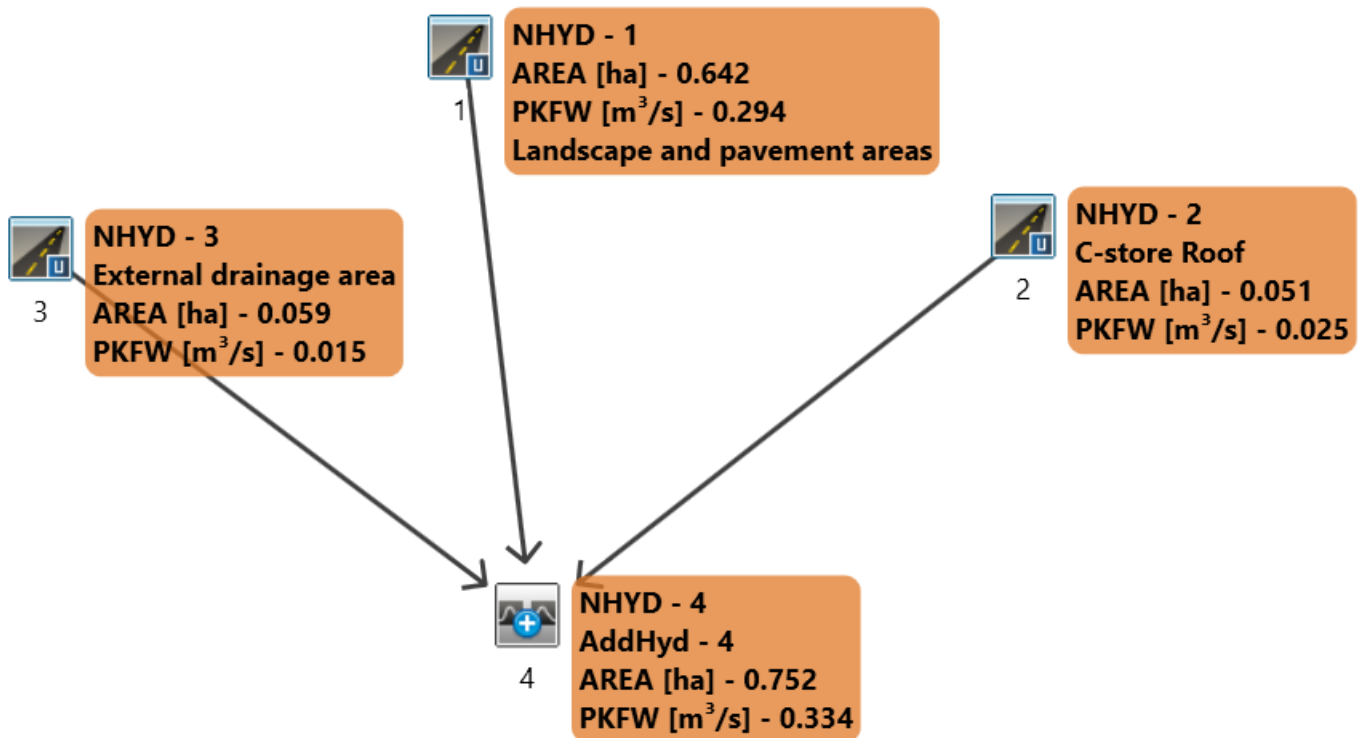 NHYD - 1
AREA [ha] - 0.642
PKFW [m³/s] - 0.294
Landscape and pavement areas
1
U
NHYD - 3
External drainage area
AREA [ha] - 0.059
PKFW [m³/s] - 0.015
3
U
NHYD - 2
C-store Roof
AREA [ha] - 0.051
PKFW [m³/s] - 0.025
2
U
NHYD - 4
AddHyd - 4
AREA [ha] - 0.752
PKFW [m³/s] - 0.334
4